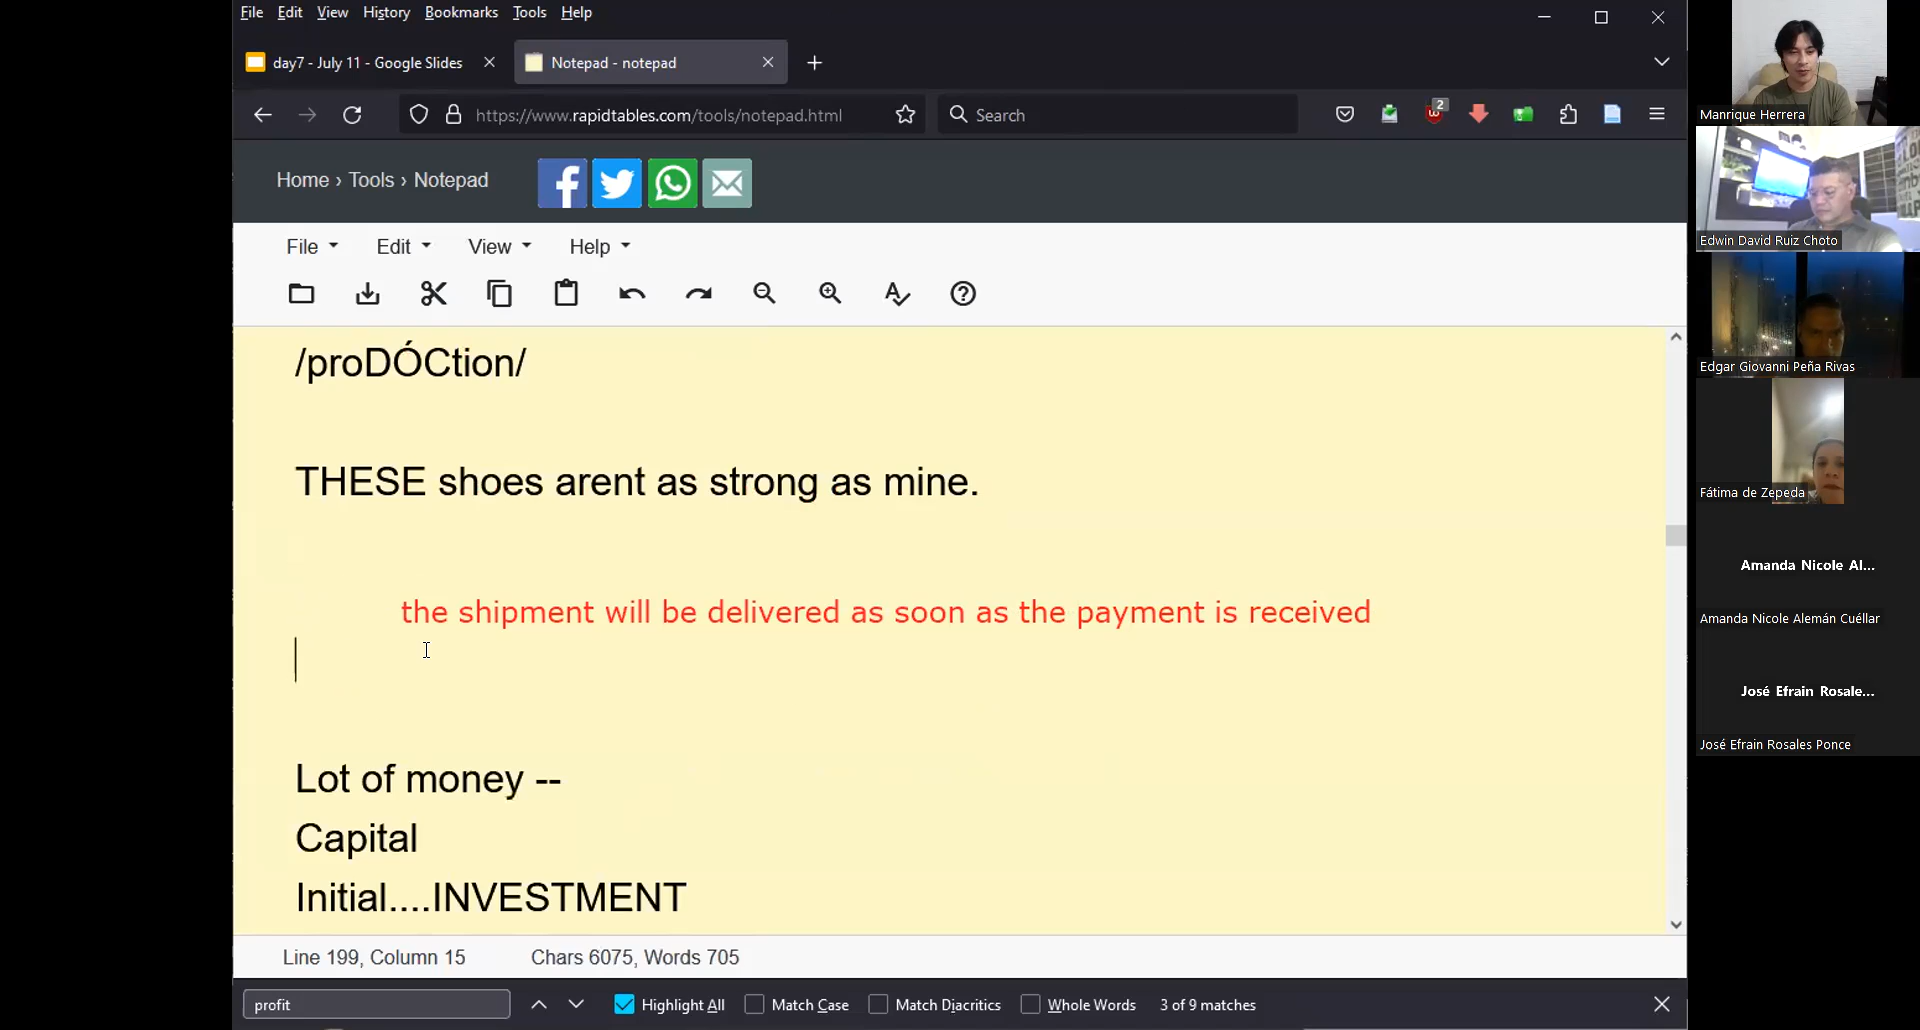 File Edit View History Bookmarks Tools Help
day7 - July 11 - Google Slides
Notepad - notepad
https://www.rapidtables.com/tools/notepad.html
Search
2
Home › Tools › Notepad
File Edit View Help
/proDÓCtion/
THESE shoes arent as strong as mine.
the shipment will be delivered as soon as the payment is received
Lot of money --
Capital
Initial....INVESTMENT
Line 199, Column 15 Chars 6075, Words 705
profit
Highlight All Match Case Match Diacritics Whole Words 3 of 9 matches
Manrique Herrera
Edwin David Ruiz Choto
Edgar Giovanni Peña Rivas
Fátima de Zepeda
Amanda Nicole Al...
Amanda Nicole Alemán Cuéllar
José Efrain Rosale...
José Efrain Rosales Ponce